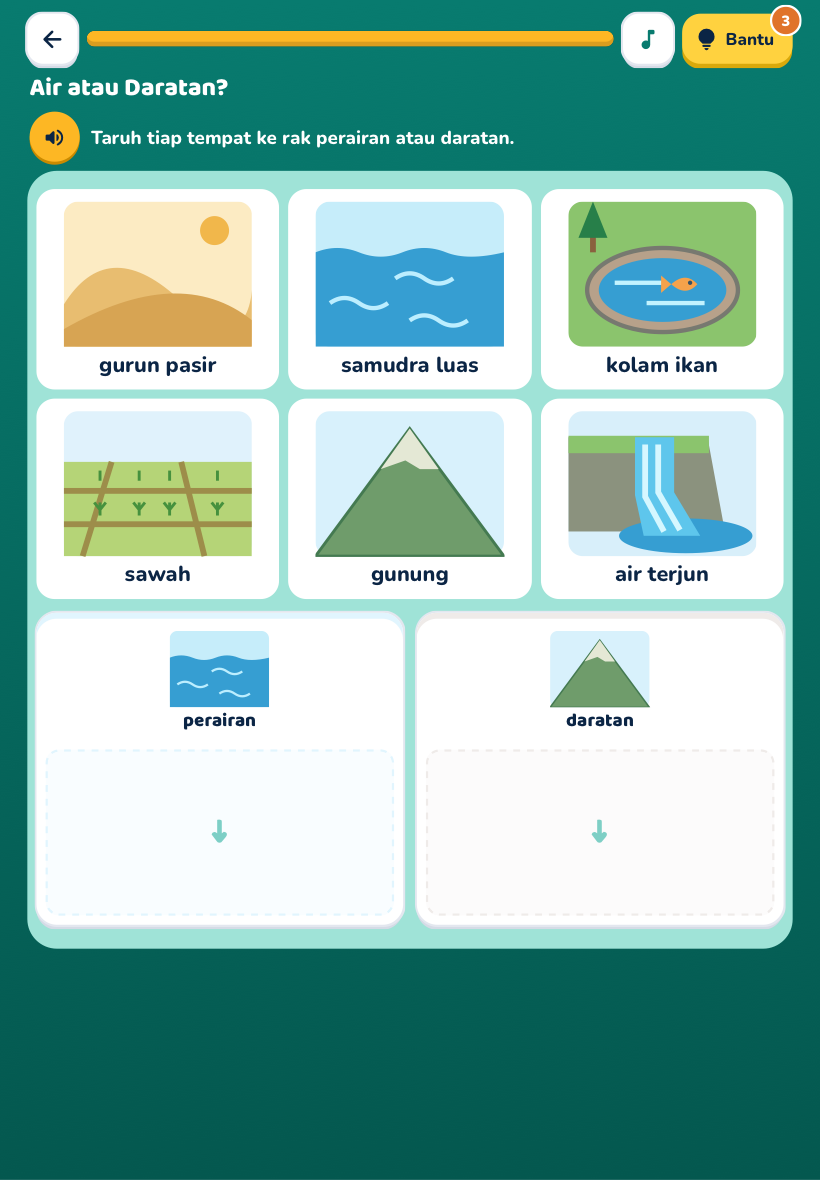 3
Bantu
Air atau Daratan?
Taruh tiap tempat ke rak perairan atau daratan.
gurun pasir
samudra luas
kolam ikan
sawah
gunung
air terjun
perairan
daratan